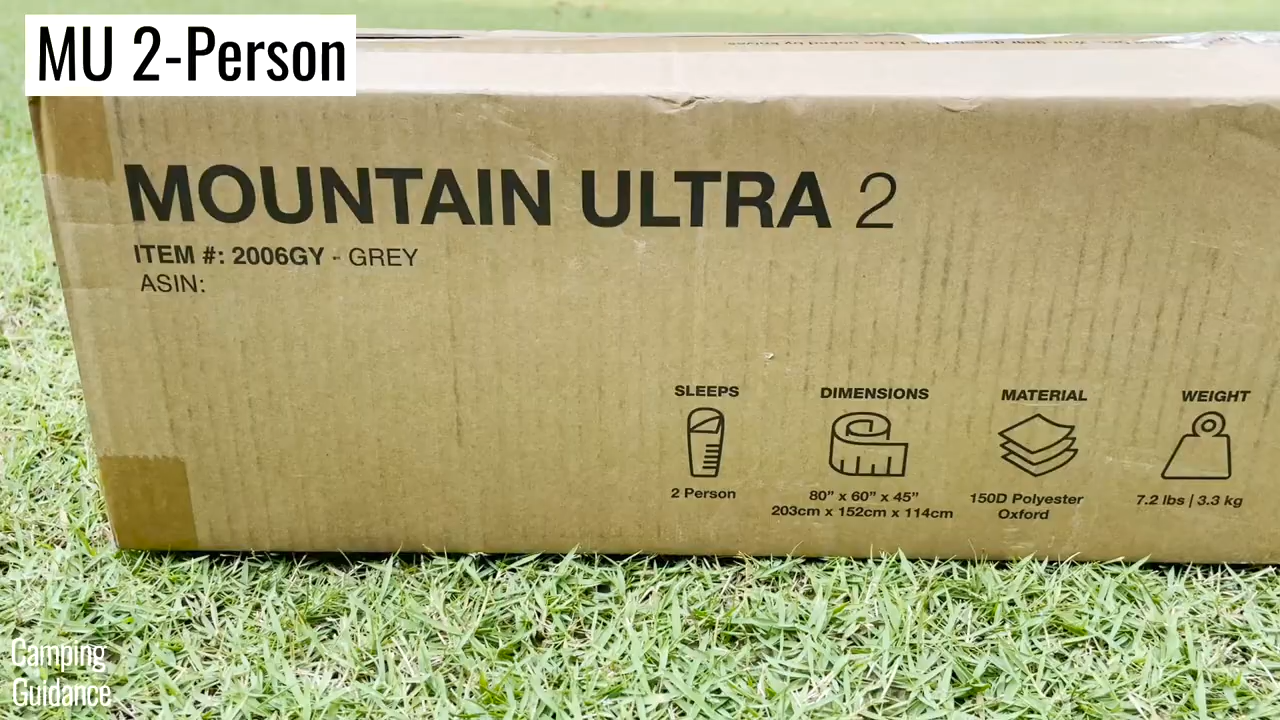 MU 2-Person
MOUNTAIN ULTRA 2
ITEM #: 2006GY - GREY
ASIN:
SLEEPS
DIMENSIONS
MATERIAL
WEIGHT
2 Person
80” x 60” x 45”
203cm x 152cm x 114cm
150D Polyester
Oxford
7.2 lbs | 3.3 kg
Camping
Guidance